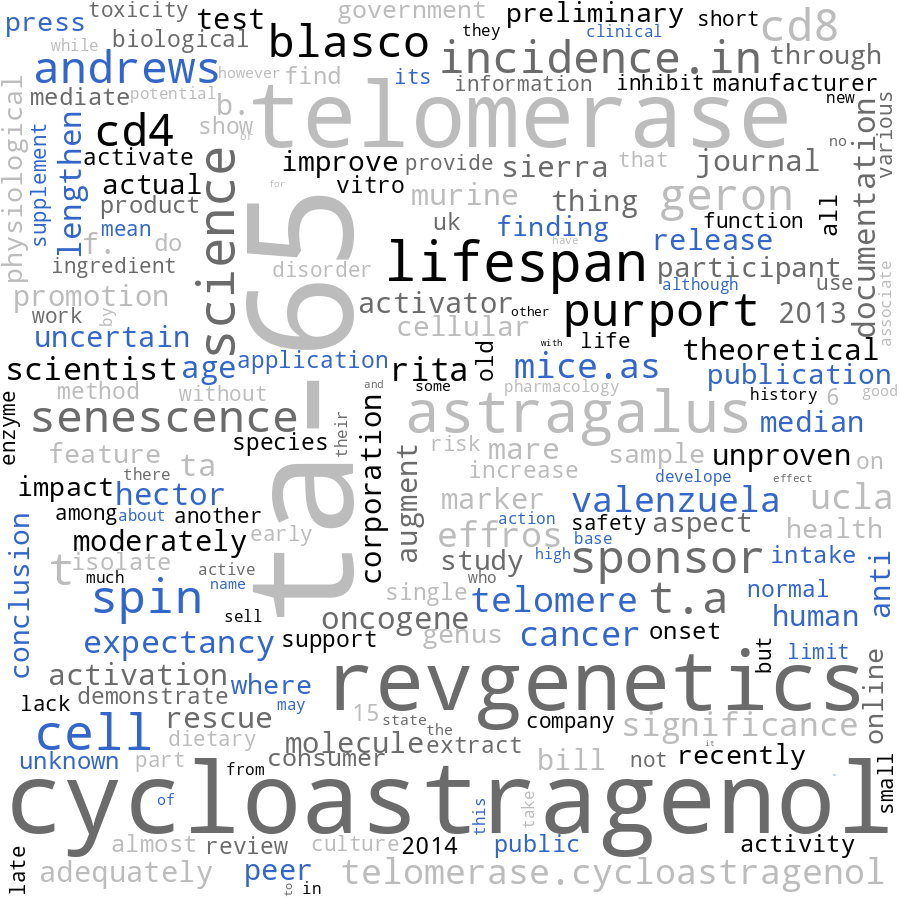 press
toxicity
test
government
preliminary
short
cd8
while
biological
blasco
they
clinical
incidence.in
through
andrews
however
find
its
information
inhibit
manufacturer
mediate
potential
b.
telomerase
new
physiological
supplement
lengthen
cd4
show
or
no.
documentation
various
activate
science
improve
provide
sierra
that
journal
actual
for
vitro
murine
thing
geron
product
mean
f.
do
ta-65
uk
finding
have
function
all
release
ingredient
disorder
lifespan
participant
although
use
associate
promotion
work
by
activator
other
cellular
purport
2013
uncertain
with
life
theoretical
scientist
age
application
rita
old
mice.as
publication
method
without
and
some
pharmacology
history
6
good
enzyme
senescence
their
corporation
astragalus
median
species
feature
ta
there
augment
risk
mare
sample
unproven
on
increase
develope
effect
impact
hector
marker
valenzuela
ucla
among
about
another
action
safety
aspect
health
moderately
early
effros
base
conclusion
t
isolate
active
study
high
sponsor
intake
anti
much
name
who
spin
single
telomere
t.a
normal
sell
oncogene
human
expectancy
support
genus
cancer
onset
but
limit
activation
where
revgenetics
online
lack
demonstrate
may
rescue
15
state
the
company
significance
cell
dietary
molecule
extract
it
unknown
part
consumer
bill
not
recently
from
.
small
cycloastragenol
of
this
take
almost
review
culture
2014
public
activity
late
adequately
peer
to
in
telomerase.cycloastragenol